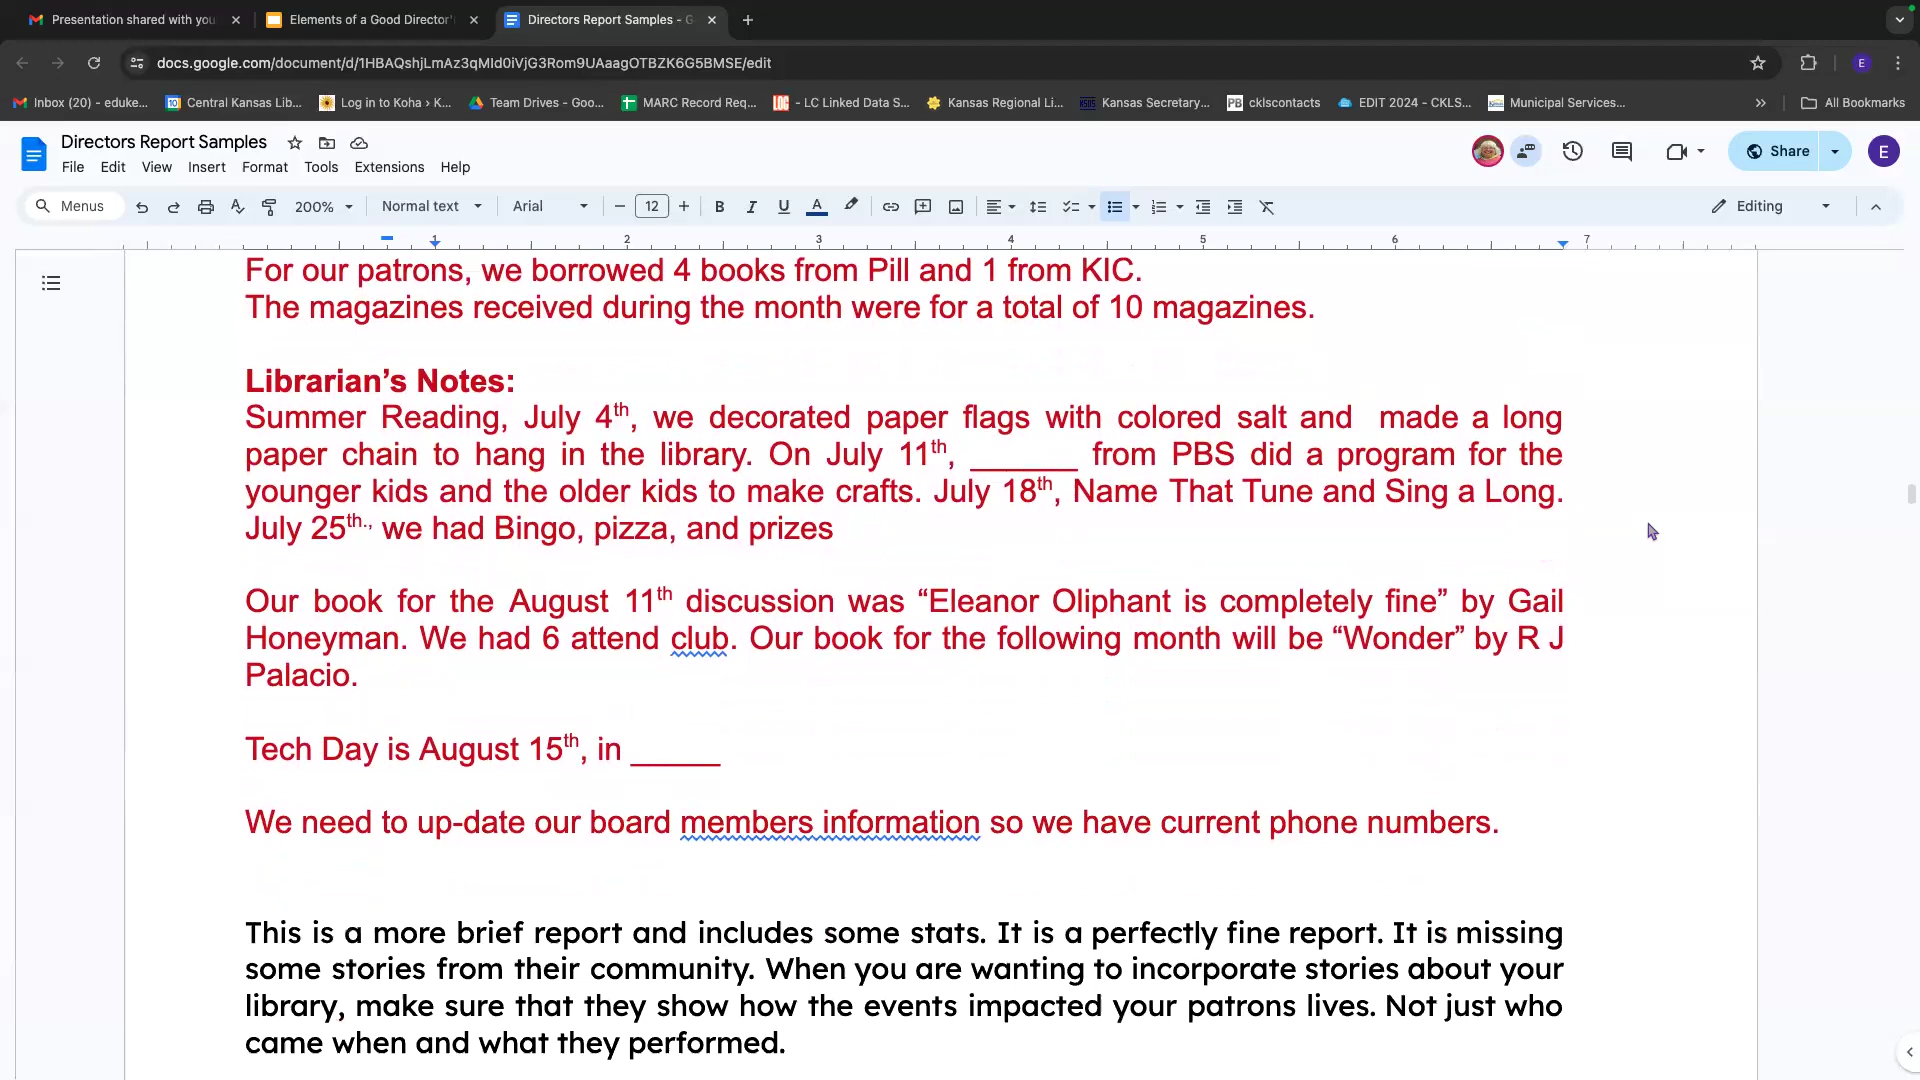 Presentation shared with you
Elements of a Good Director'
Directors Report Samples - G
docs.google.com/document/d/1HBAQshjLmAz3qMId0iVjG3Rom9UAaagOTBZK6G5BMSE/edit
E
Inbox (20) - eduke...
10 Central Kansas Lib...
Log in to Koha › K...
Team Drives - Goo...
MARC Record Req...
LOC - LC Linked Data S...
Kansas Regional Li...
KSOS Kansas Secretary...
PB cklscontacts
EDIT 2024 - CKLS...
Municipal Services...
» All Bookmarks
Directors Report Samples
File Edit View Insert Format Tools Extensions Help
Share
E
Menus 200% Normal text Arial − 12 + B I U A Editing
1 2 3 4 5 6 7
For our patrons, we borrowed 4 books from Pill and 1 from KIC.
The magazines received during the month were for a total of 10 magazines.
Librarian’s Notes:
Summer Reading, July 4th, we decorated paper flags with colored salt and made a long
paper chain to hang in the library. On July 11th, ______ from PBS did a program for the
younger kids and the older kids to make crafts. July 18th, Name That Tune and Sing a Long.
July 25th., we had Bingo, pizza, and prizes
Our book for the August 11th discussion was “Eleanor Oliphant is completely fine” by Gail
Honeyman. We had 6 attend club. Our book for the following month will be “Wonder” by R J
Palacio.
Tech Day is August 15th, in _____
We need to up-date our board members information so we have current phone numbers.
This is a more brief report and includes some stats. It is a perfectly fine report. It is missing
some stories from their community. When you are wanting to incorporate stories about your
library, make sure that they show how the events impacted your patrons lives. Not just who
came when and what they performed.